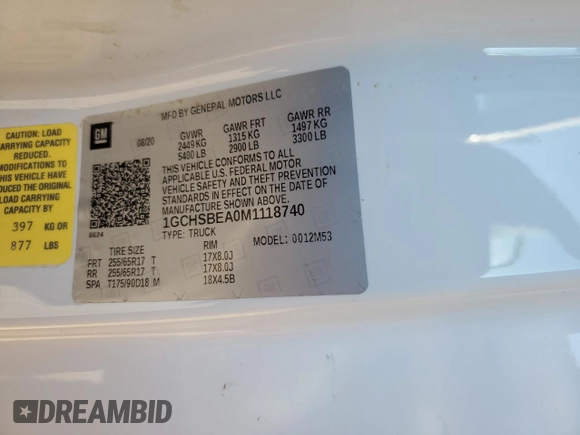 CAUTION: LOAD
CARRYING CAPACITY
REDUCED.
MODIFICATIONS TO
THIS VEHICLE HAVE
REDUCED THE ORIGINAL
LOAD CARRYING
CAPACITY BY
397 KG OR
877 LBS
MFD BY GENERAL MOTORS LLC
GM
08/20
GVWR GAWR FRT GAWR RR
2449 KG 1315 KG 1497 KG
5400 LB 2900 LB 3300 LB
THIS VEHICLE CONFORMS TO ALL
APPLICABLE U.S. FEDERAL MOTOR
VEHICLE SAFETY AND THEFT PREVENTION
STANDARDS IN EFFECT ON THE DATE OF
MANUFACTURE SHOWN ABOVE.
1GCHSBEA0M1118740
TYPE: TRUCK MODEL: 0012M53
TIRE SIZE RIM
FRT 255/65R17 T 17X8.0J
RR 255/65R17 T 17X8.0J
SPA T175/90D18 M 18X4.5B
DREAMBID